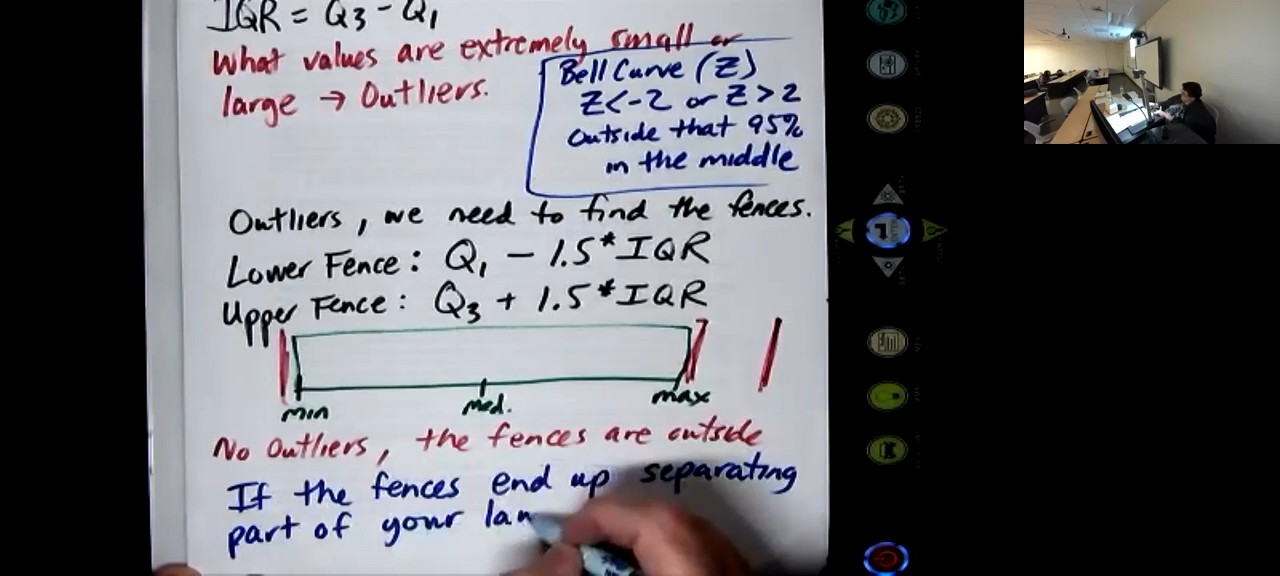 IQR = Q3 - Q1
What values are extremely small or
large → Outliers.
Bell Curve (Z)
Z<-2 or Z>2
outside that 95%
in the middle
Outliers, we need to find the fences.
Lower Fence: Q1 - 1.5*IQR
Upper Fence: Q3 + 1.5*IQR
min med. max
No Outliers, the fences are outside
If the fences end up separating
part of your lan